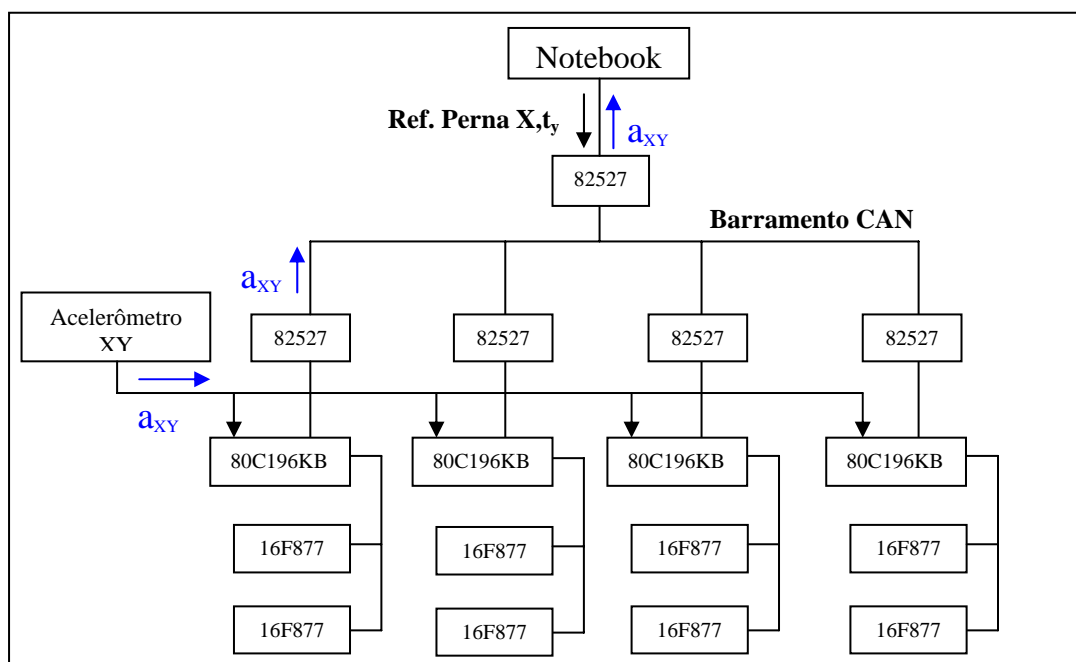 Notebook
Ref. Perna X,ty
aXY
82527
Barramento CAN
aXY
Acelerômetro
XY
82527 82527 82527 82527
aXY
80C196KB 80C196KB 80C196KB 80C196KB
16F877 16F877 16F877 16F877
16F877 16F877 16F877 16F877